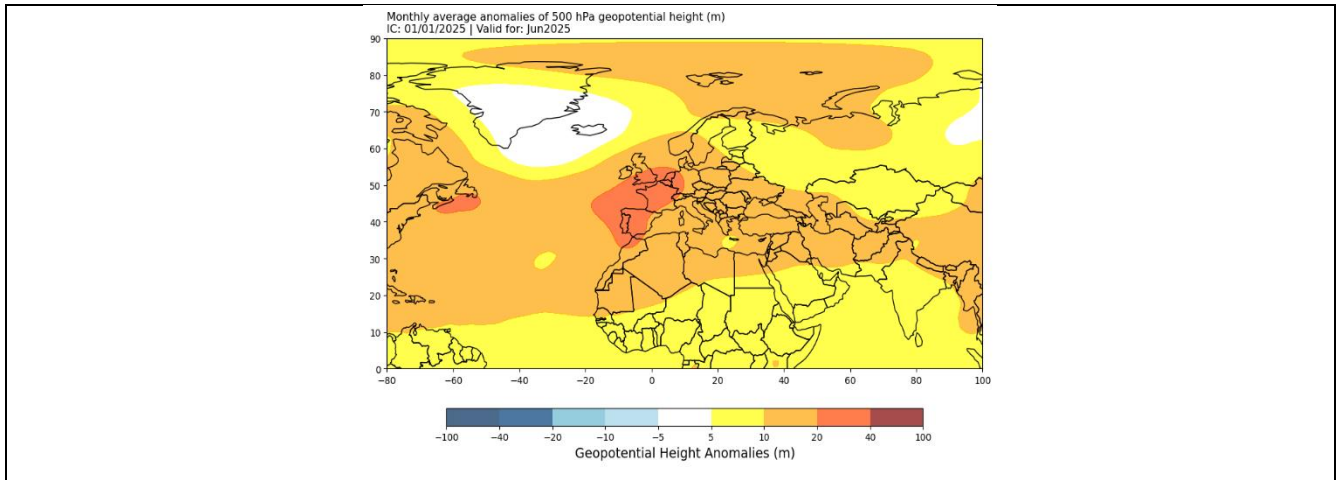 Monthly average anomalies of 500 hPa geopotential height (m)
IC: 01/01/2025 | Valid for: Jun2025
90
80
70
60
50
40
30
20
10
0
−80 −60 −40 −20 0 20 40 60 80 100
−100 −40 −20 −10 −5 5 10 20 40 100
Geopotential Height Anomalies (m)